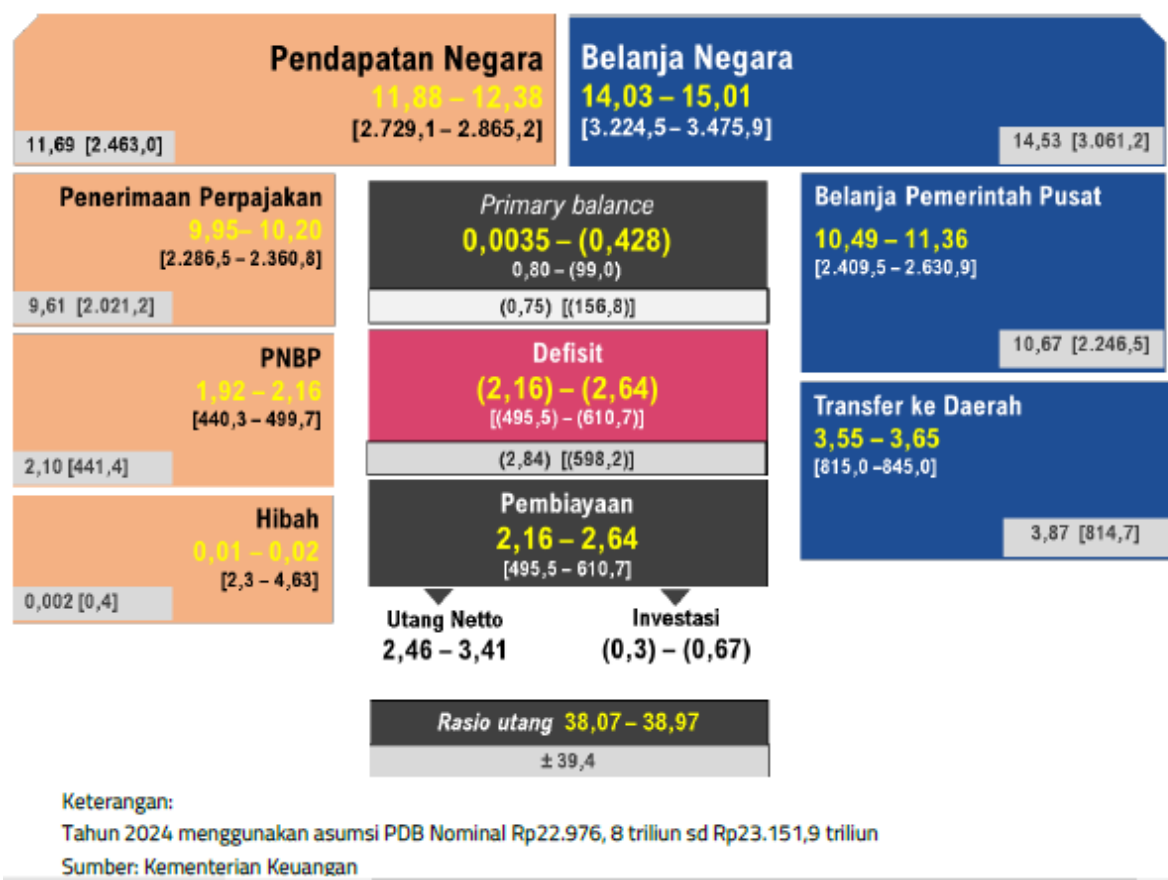 Pendapatan Negara
11,88 – 12,38
[2.729,1 – 2.865,2]
11,69 [2.463,0]
Belanja Negara
14,03 – 15,01
[3.224,5 – 3.475,9]
14,53 [3.061,2]
Penerimaan Perpajakan
9,95– 10,20
[2.286,5 – 2.360,8]
9,61 [2.021,2]
PNBP
1,92 – 2,16
[440,3 – 499,7]
2,10 [441,4]
Hibah
0,01 – 0,02
[2,3 – 4,63]
0,002 [0,4]
Primary balance
0,0035 – (0,428)
0,80 – (99,0)
(0,75) [(156,8)]
Defisit
(2,16) – (2,64)
[(495,5) – (610,7)]
(2,84) [(598,2)]
Pembiayaan
2,16 – 2,64
[495,5 – 610,7]
Utang Netto
2,46 – 3,41
Investasi
(0,3) – (0,67)
Rasio utang 38,07 – 38,97
± 39,4
Belanja Pemerintah Pusat
10,49 – 11,36
[2.409,5 – 2.630,9]
10,67 [2.246,5]
Transfer ke Daerah
3,55 – 3,65
[815,0 –845,0]
3,87 [814,7]
Keterangan:
Tahun 2024 menggunakan asumsi PDB Nominal Rp22.976, 8 triliun sd Rp23.151,9 triliun
Sumber: Kementerian Keuangan